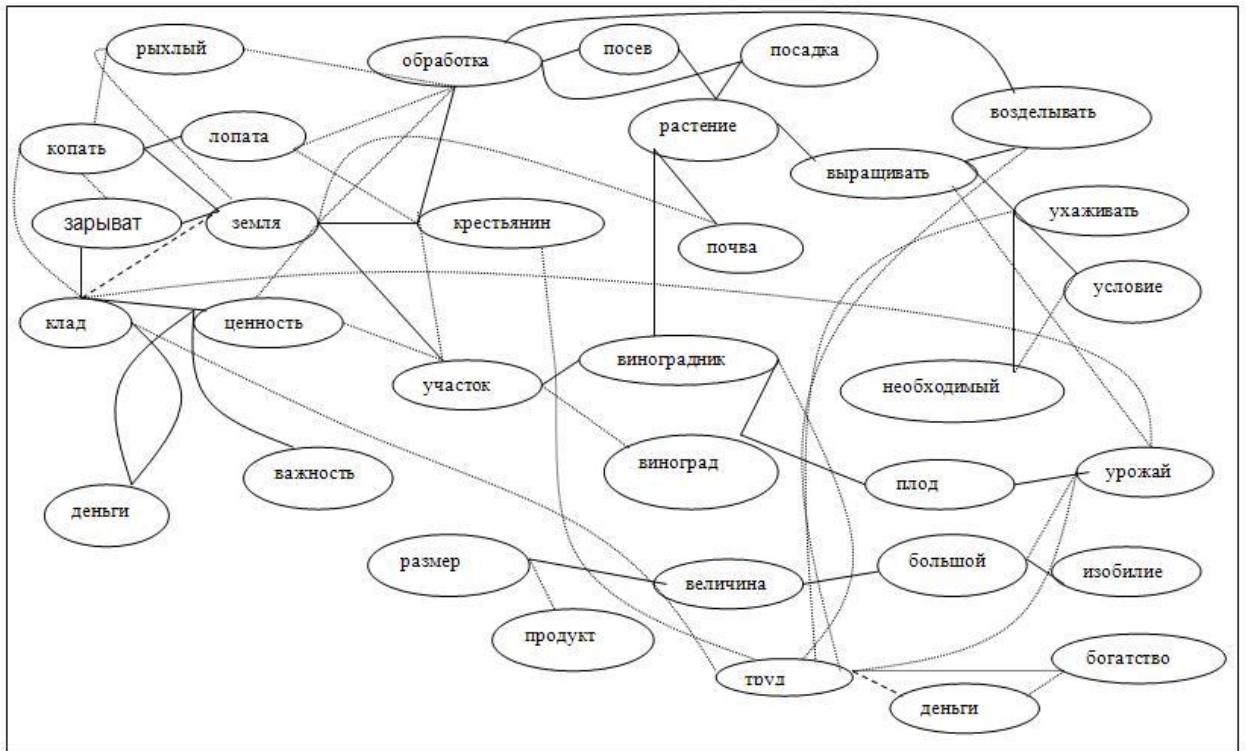 рыхлый
обработка
посев
посадка
копать
лопата
растение
возделывать
выращивать
зарыват
земля
крестьянин
почва
ухаживать
условие
клад
ценность
участок
виноградник
необходимый
важность
виноград
плод
урожай
деньги
размер
величина
большой
изобилие
продукт
труд
богатство
деньги